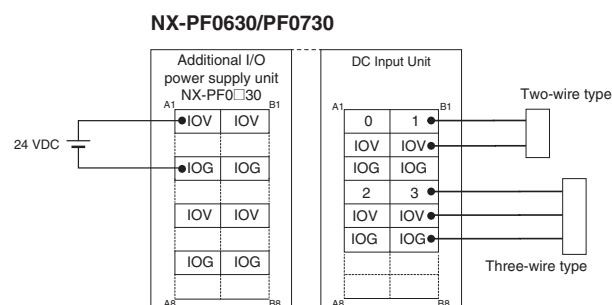 NX-PF0630/PF0730
Additional I/O
power supply unit
NX-PF0□30
A1 B1
IOV IOV
IOG IOG
IOV IOV
IOG IOG
A8 B8
24 VDC
DC Input Unit
A1 B1
0 1
IOV IOV
IOG IOG
2 3
IOV IOV
IOG IOG
A8 B8
Two-wire type
Three-wire type